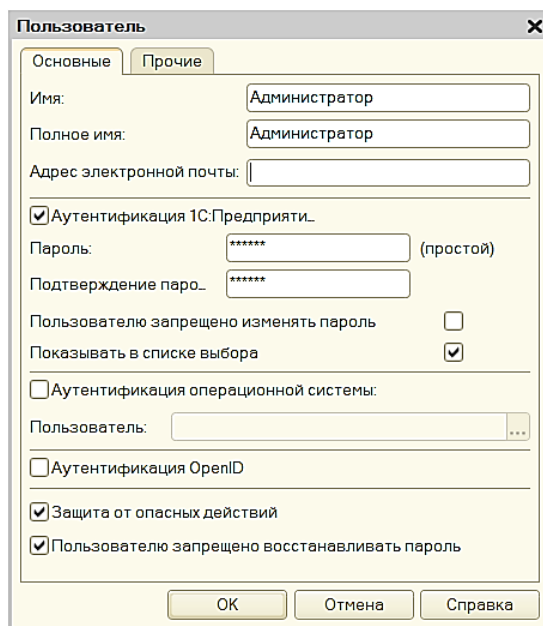 Пользователь
Основные Прочие
Имя: Администратор
Полное имя: Администратор
Адрес электронной почты:
Аутентификация 1С:Предприяти...
Пароль: ****** (простой)
Подтверждение паро... ******
Пользователю запрещено изменять пароль
Показывать в списке выбора
Аутентификация операционной системы:
Пользователь: ...
Аутентификация OpenID
Защита от опасных действий
Пользователю запрещено восстанавливать пароль
OK Отмена Справка